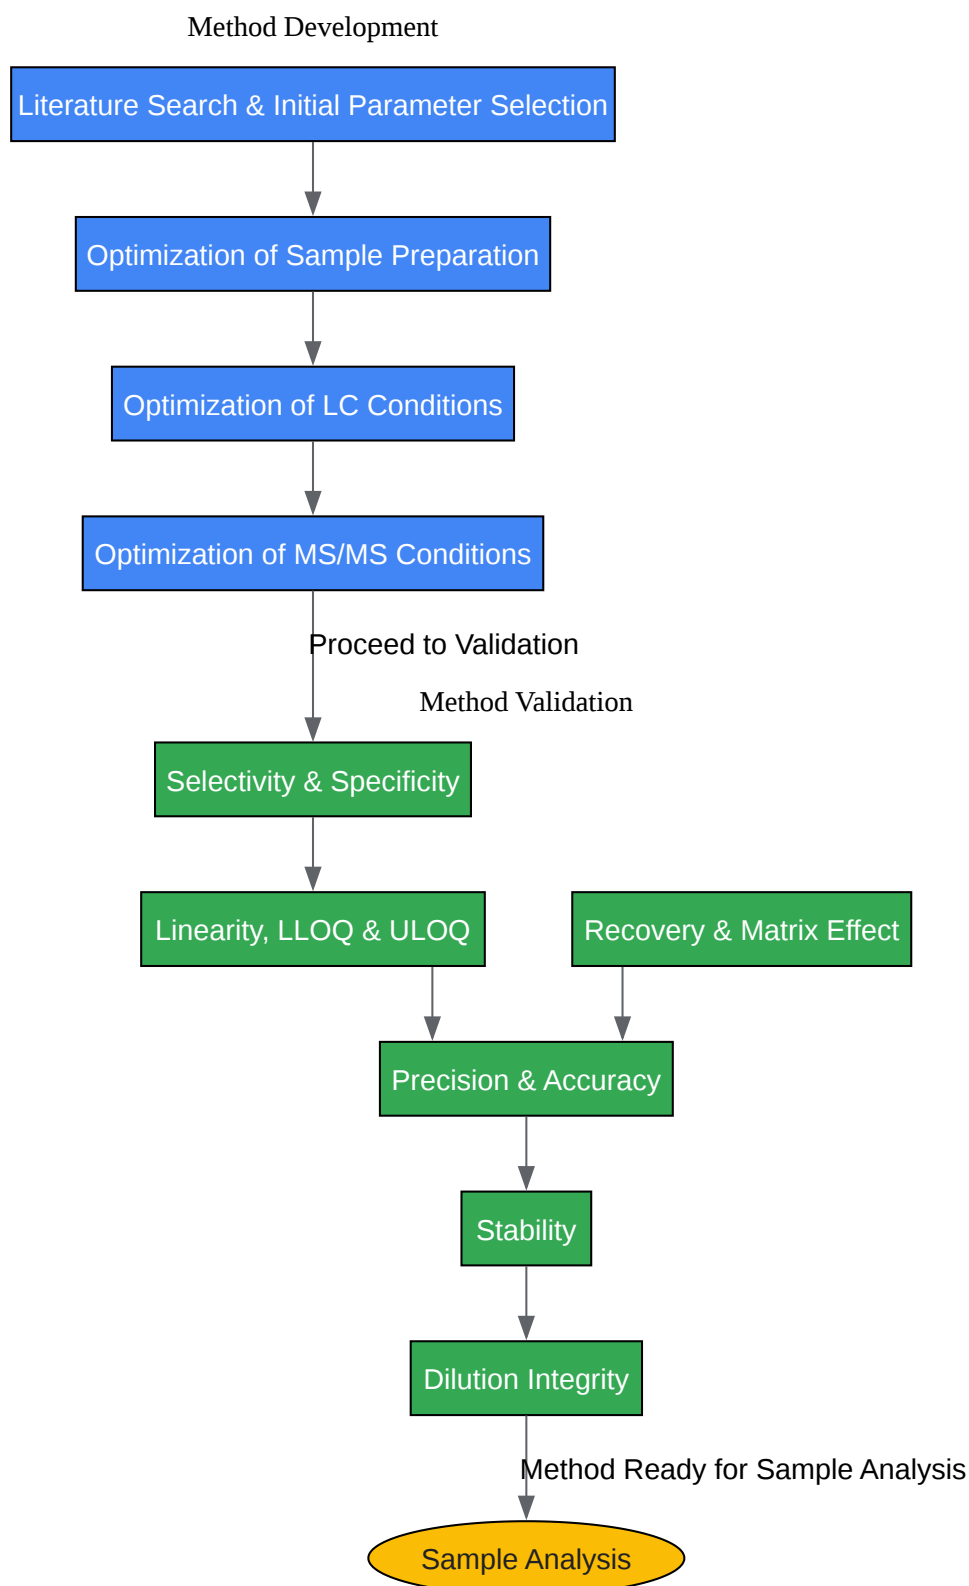 Method Development
Literature Search & Initial Parameter Selection
Optimization of Sample Preparation
Optimization of LC Conditions
Optimization of MS/MS Conditions
Proceed to Validation
Method Validation
Selectivity & Specificity
Linearity, LLOQ & ULOQ
Recovery & Matrix Effect
Precision & Accuracy
Stability
Dilution Integrity
Method Ready for Sample Analysis
Sample Analysis